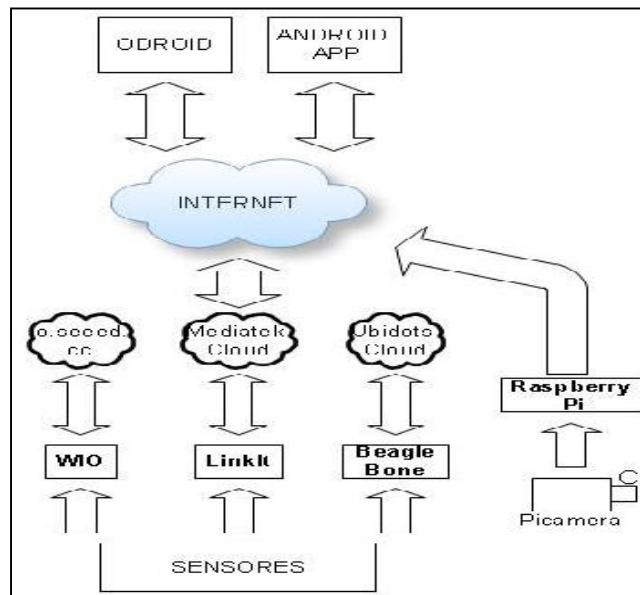 ODROID
ANDROID
APP
INTERNET
o.seeed.
cc
Mediatek
Cloud
Ubidots
Cloud
Raspberry
Pi
WIO
LinkIt
Beagle
Bone
C
Picamera
SENSORES